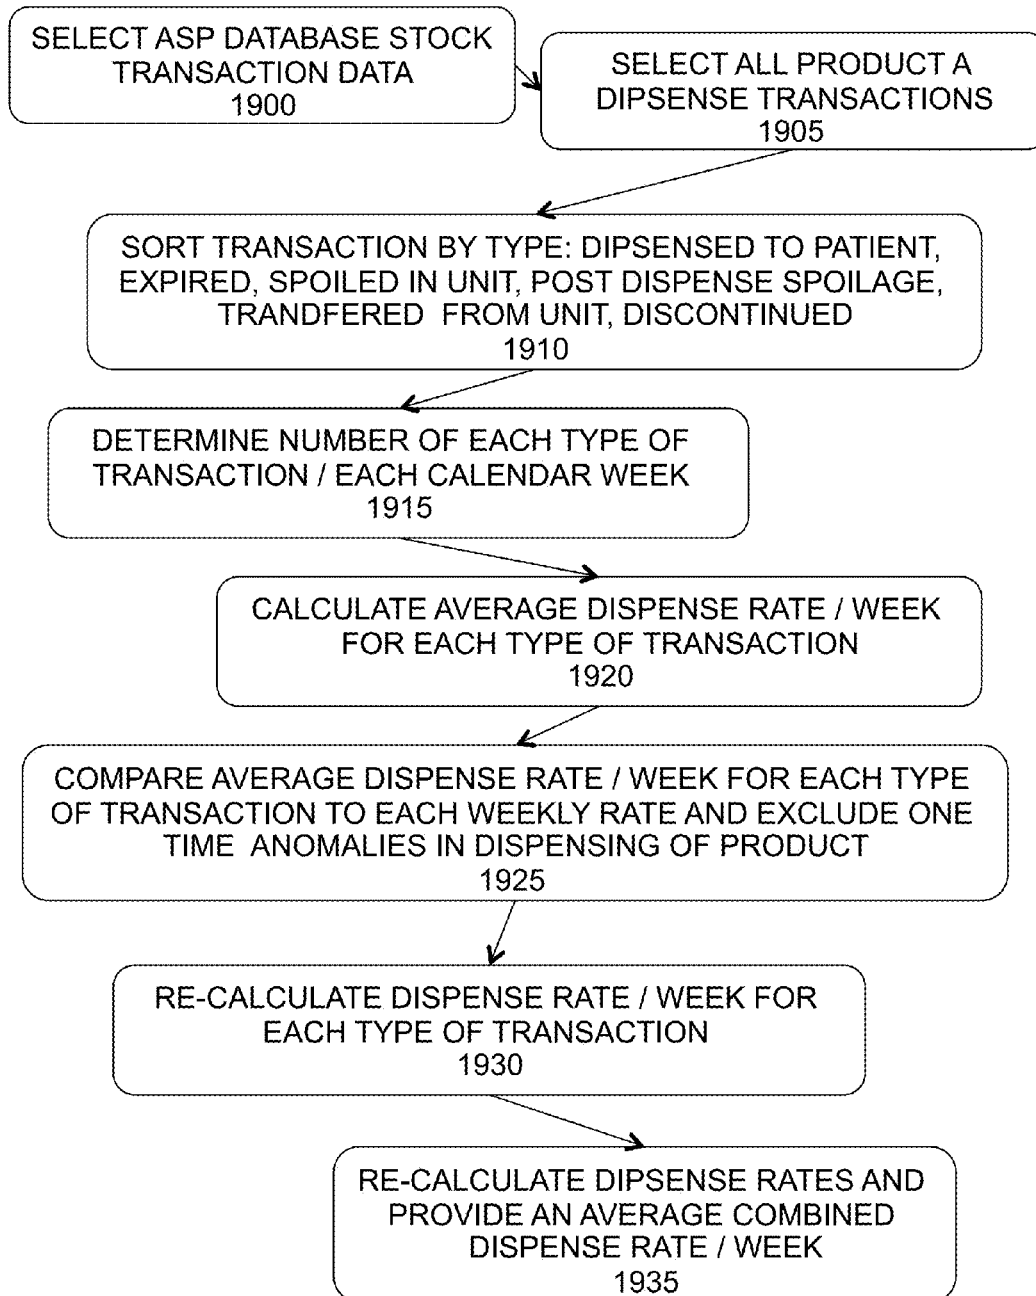 SELECT ASP DATABASE STOCK
TRANSACTION DATA
1900
SELECT ALL PRODUCT A
DIPSENSE TRANSACTIONS
1905
SORT TRANSACTION BY TYPE: DIPSENSED TO PATIENT,
EXPIRED, SPOILED IN UNIT, POST DISPENSE SPOILAGE,
TRANDFERED FROM UNIT, DISCONTINUED
1910
DETERMINE NUMBER OF EACH TYPE OF
TRANSACTION / EACH CALENDAR WEEK
1915
CALCULATE AVERAGE DISPENSE RATE / WEEK
FOR EACH TYPE OF TRANSACTION
1920
COMPARE AVERAGE DISPENSE RATE / WEEK FOR EACH TYPE
OF TRANSACTION TO EACH WEEKLY RATE AND EXCLUDE ONE
TIME ANOMALIES IN DISPENSING OF PRODUCT
1925
RE-CALCULATE DISPENSE RATE / WEEK FOR
EACH TYPE OF TRANSACTION
1930
RE-CALCULATE DIPSENSE RATES AND
PROVIDE AN AVERAGE COMBINED
DISPENSE RATE / WEEK
1935